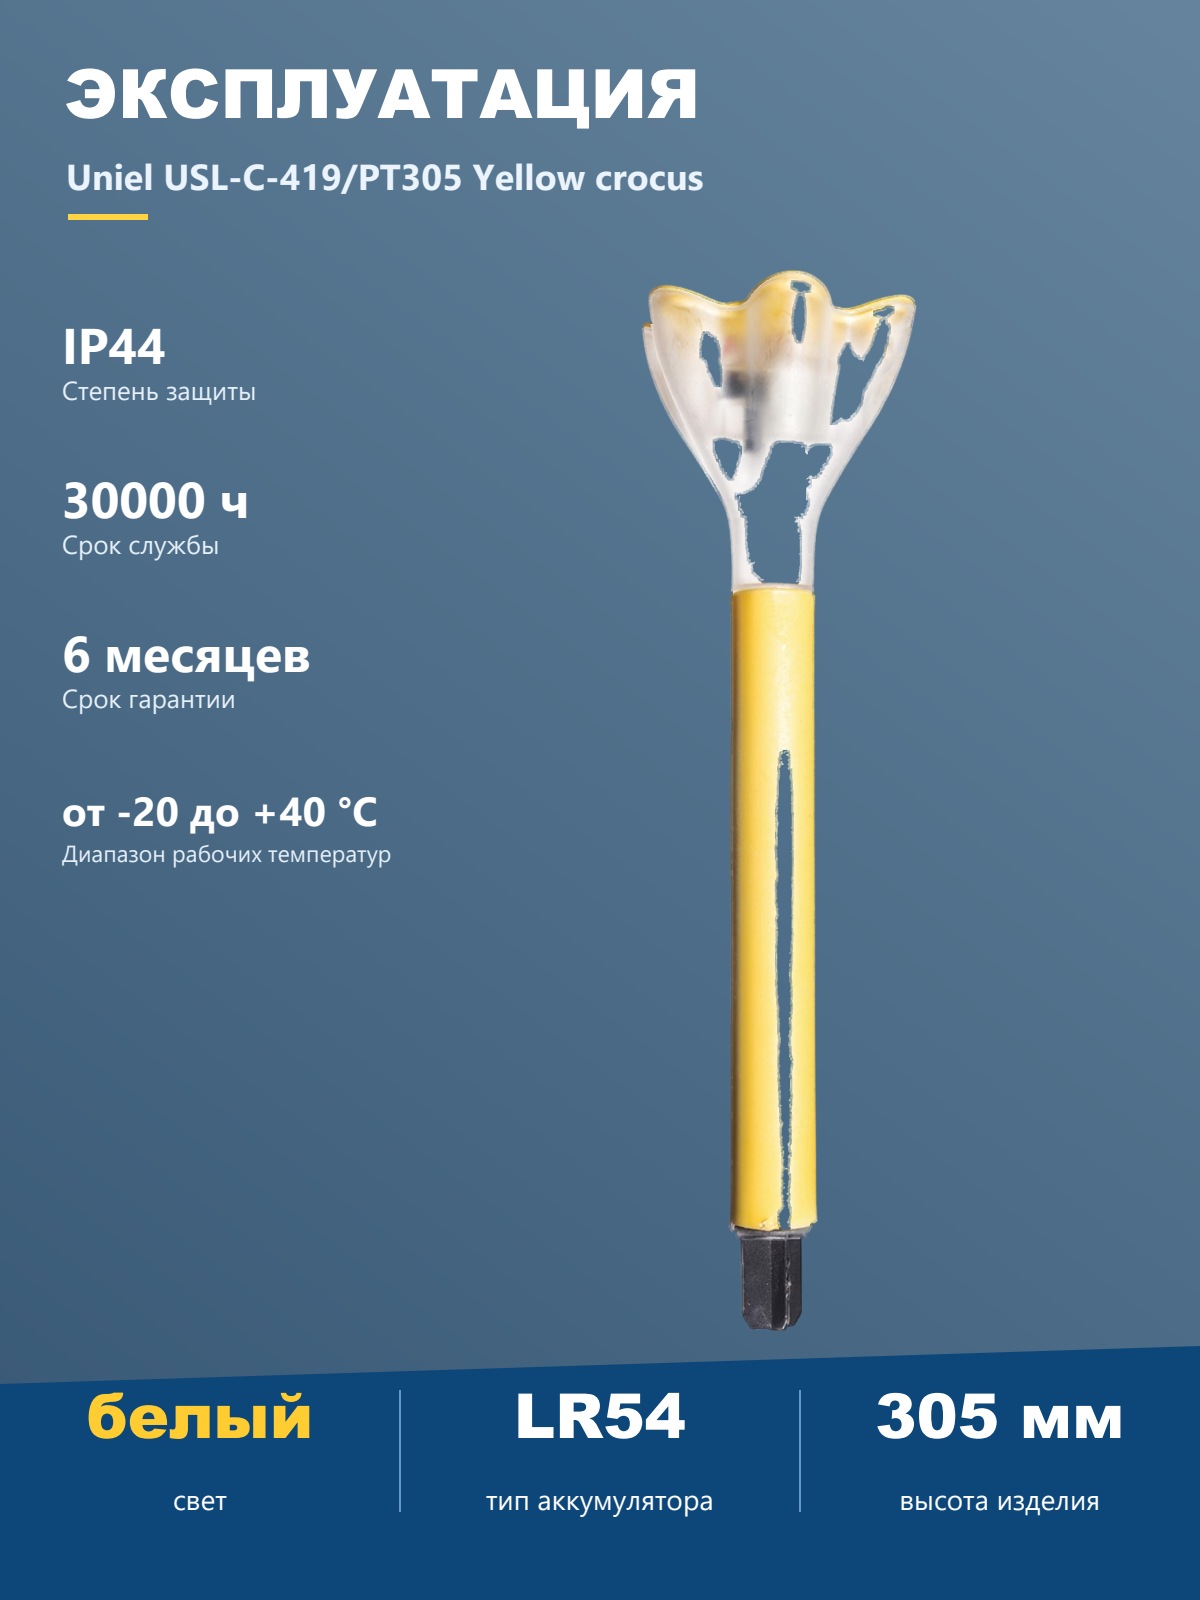 ЭКСПЛУАТАЦИЯ
Uniel USL-C-419/PT305 Yellow crocus
IP44
Степень защиты
30000 ч
Срок службы
6 месяцев
Срок гарантии
от -20 до +40 °C
Диапазон рабочих температур
белый
свет
LR54
тип аккумулятора
305 мм
высота изделия